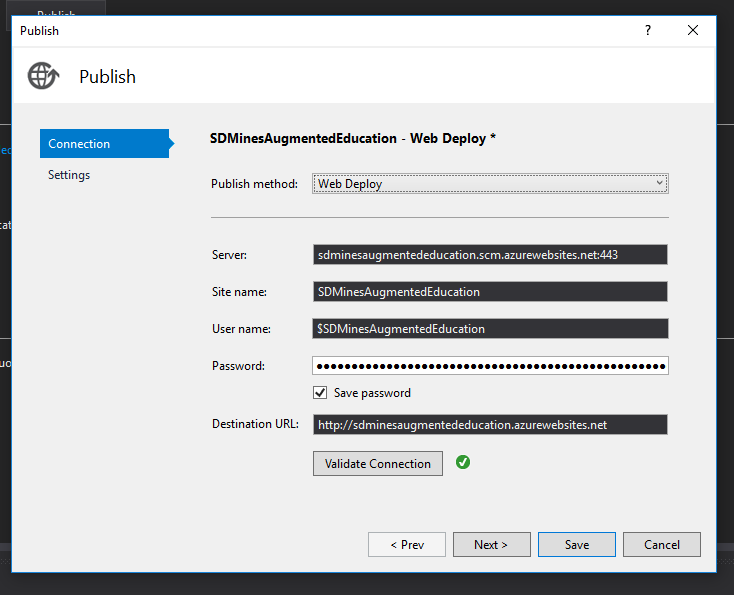 Publish
?
Publish
Connection
Settings
SDMinesAugmentedEducation - Web Deploy *
Publish method: Web Deploy
Server: sdminesaugmentededucation.scm.azurewebsites.net:443
Site name: SDMinesAugmentedEducation
User name: $SDMinesAugmentedEducation
Password: ••••••••••••••••••••••••••••••••••••••••••••••••••
Save password
Destination URL: http://sdminesaugmentededucation.azurewebsites.net
Validate Connection
< Prev Next > Save Cancel